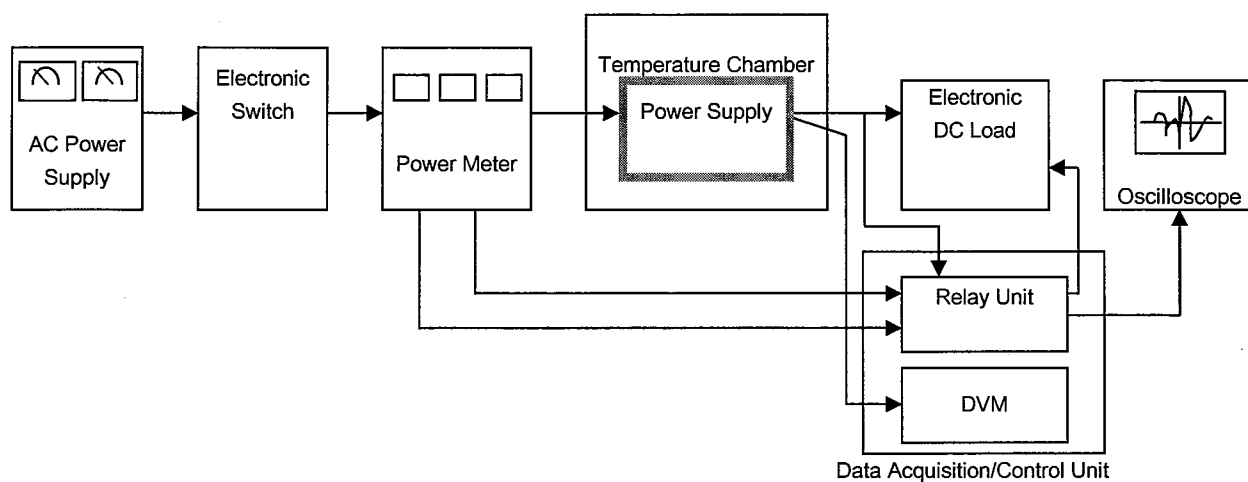 AC Power
Supply
Electronic
Switch
Power Meter
Temperature Chamber
Power Supply
Electronic
DC Load
Oscilloscope
Relay Unit
DVM
Data Acquisition/Control Unit